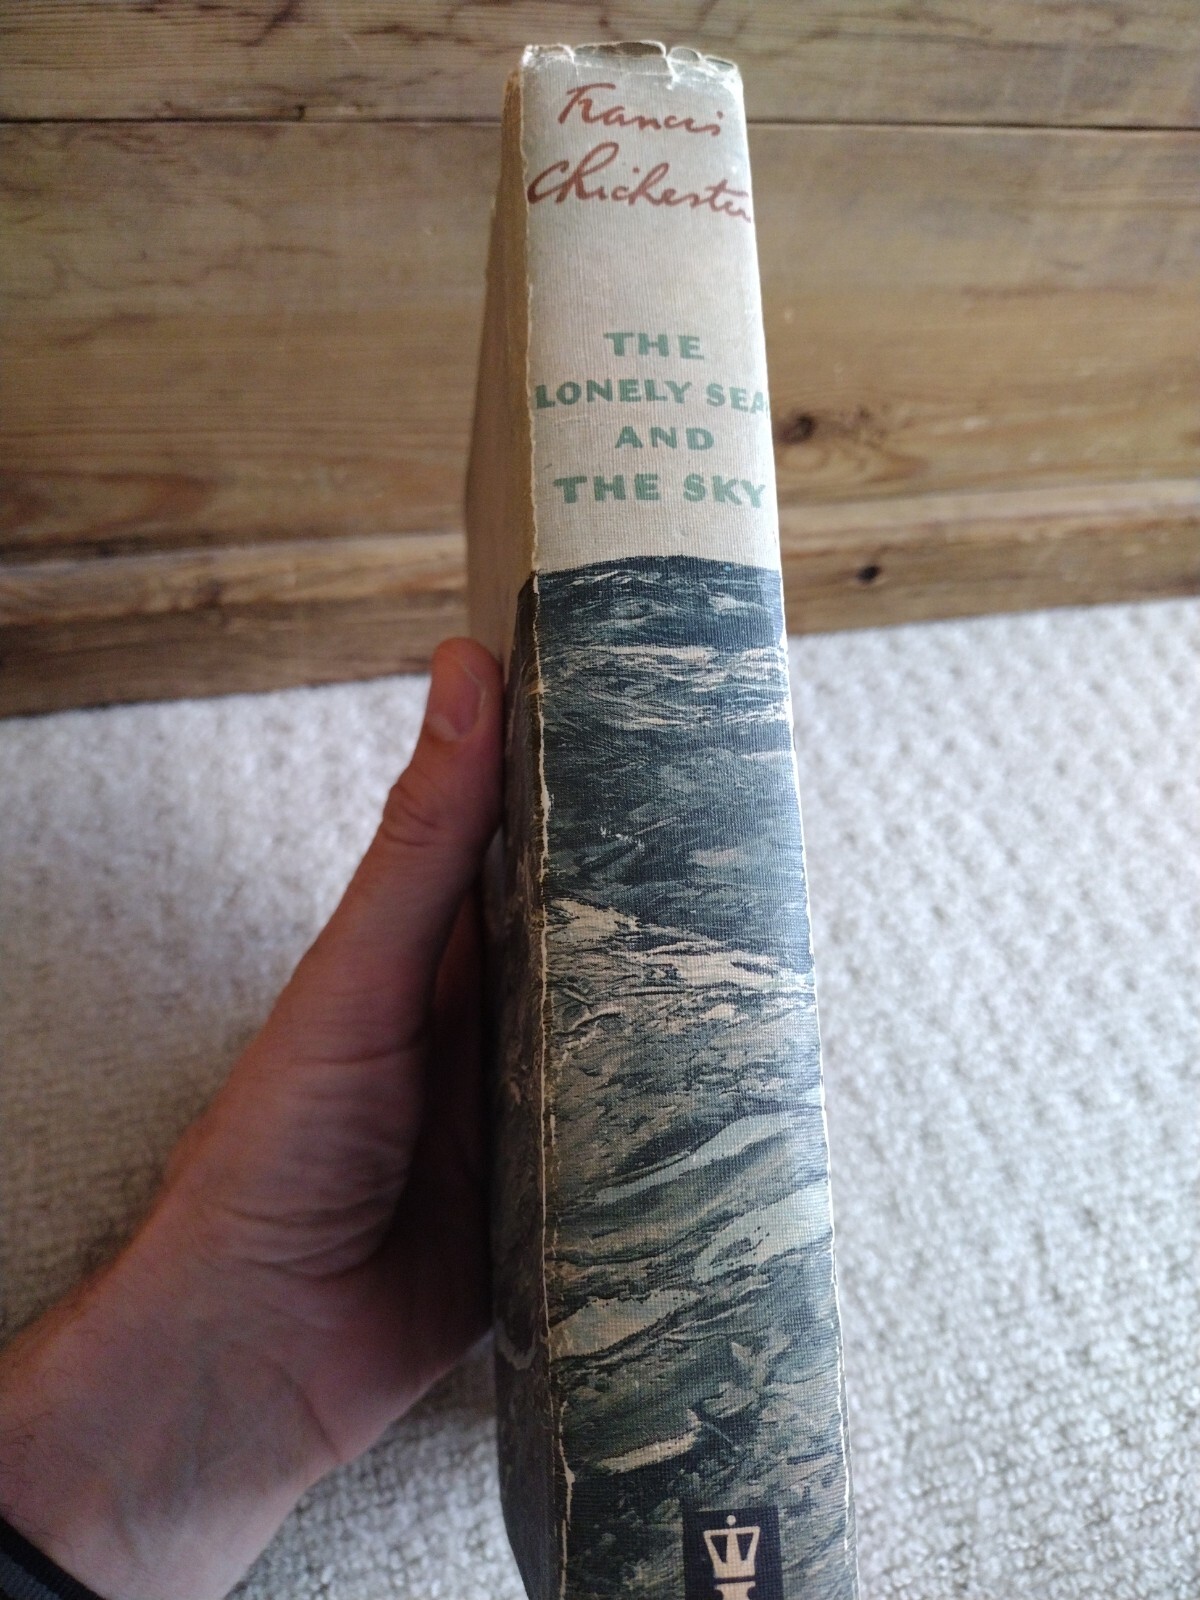 Francis
Chichester
THE
LONELY SEA
AND
THE SKY